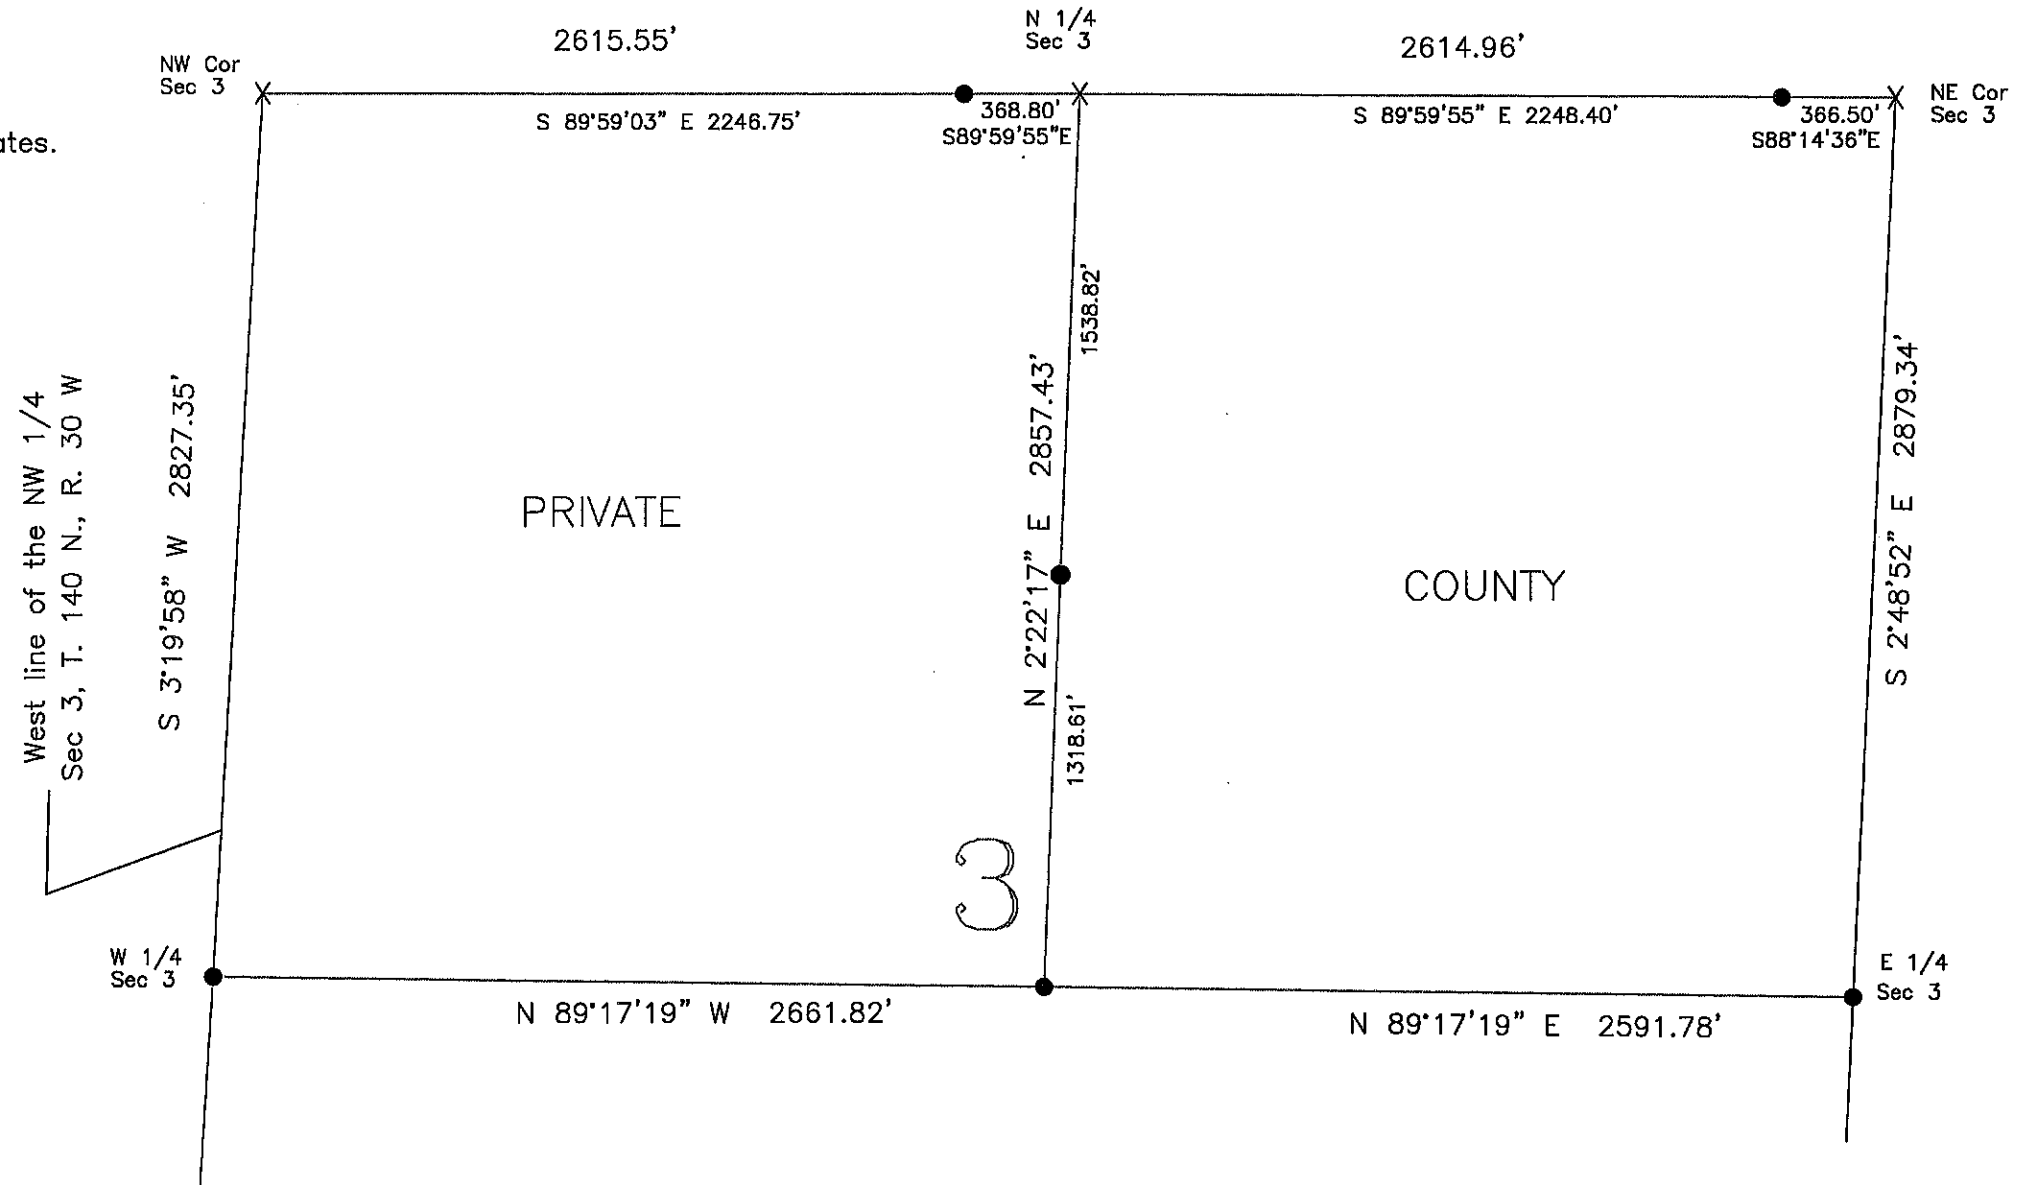 N 1/4
Sec 3
2615.55'
2614.96'
NW Cor
Sec 3
NE Cor
Sec 3
S 89°59'03" E 2246.75'
368.80'
S89°59'55"E
S 89°59'55" E 2248.40'
366.50'
S88°14'36"E
ates.
West line of the NW 1/4
Sec 3, T. 140 N., R. 30 W
S 3°19'58" W 2827.35'
1538.82'
N 2°22'17" E 2857.43'
1318.61'
S 2°48'52" E 2879.34'
PRIVATE
COUNTY
3
W 1/4
Sec 3
E 1/4
Sec 3
N 89°17'19" W 2661.82'
N 89°17'19" E 2591.78'